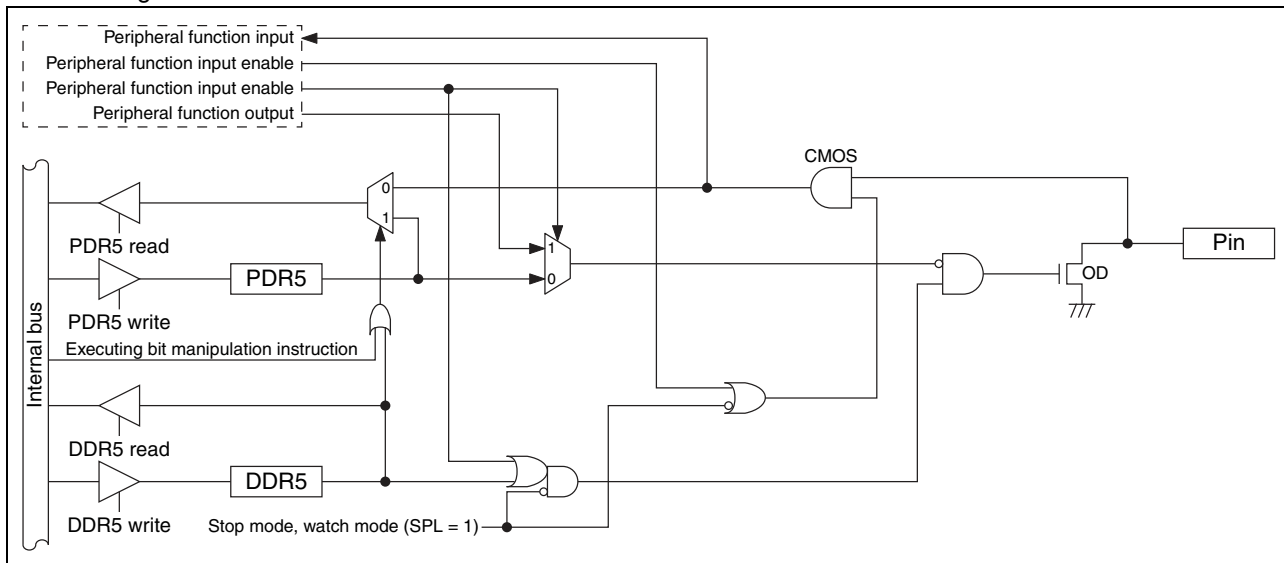 Peripheral function input
Peripheral function input enable
Peripheral function input enable
Peripheral function output
CMOS
0
1
PDR5 read
1
Pin
PDR5
0
OD
PDR5 write
Executing bit manipulation instruction
Internal bus
DDR5 read
DDR5
DDR5 write
Stop mode, watch mode (SPL = 1)